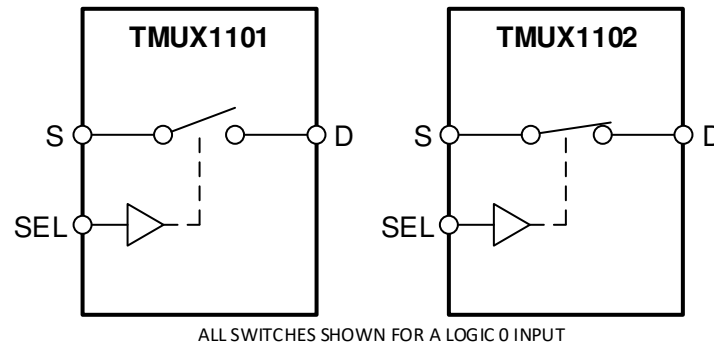 TMUX1101 TMUX1102
S D S D
SEL SEL
ALL SWITCHES SHOWN FOR A LOGIC 0 INPUT